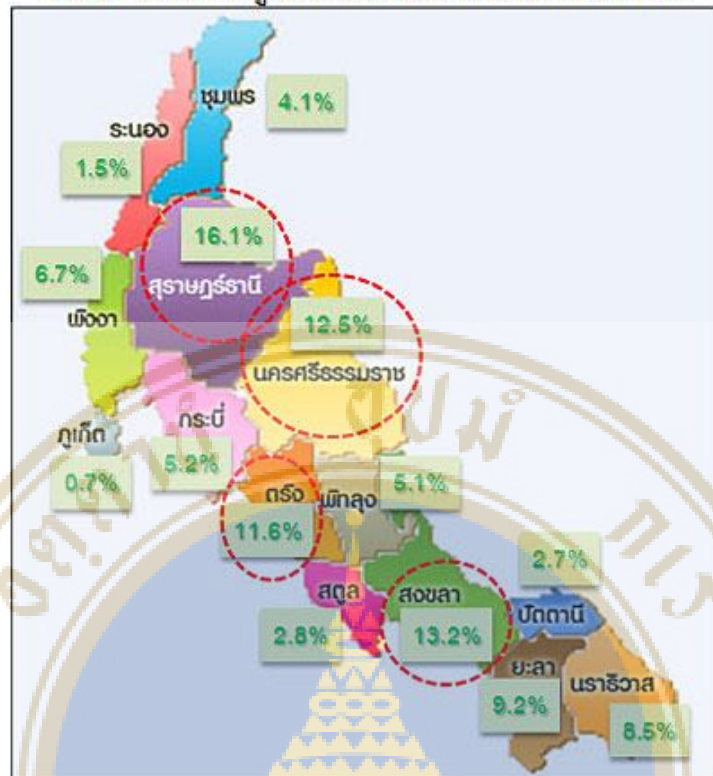 ชุมพร
4.1%
ระนอง
1.5%
16.1%
สุราษฎร์ธานี
6.7%
พังงา
12.5%
นครศรีธรรมราช
กระบี่
5.2%
ภูเก็ต
0.7%
ตรัง
11.6%
พัทลุง
5.1%
สตูล
2.8%
สงขลา
13.2%
2.7%
ปัตตานี
ยะลา
9.2%
นราธิวาส
8.5%